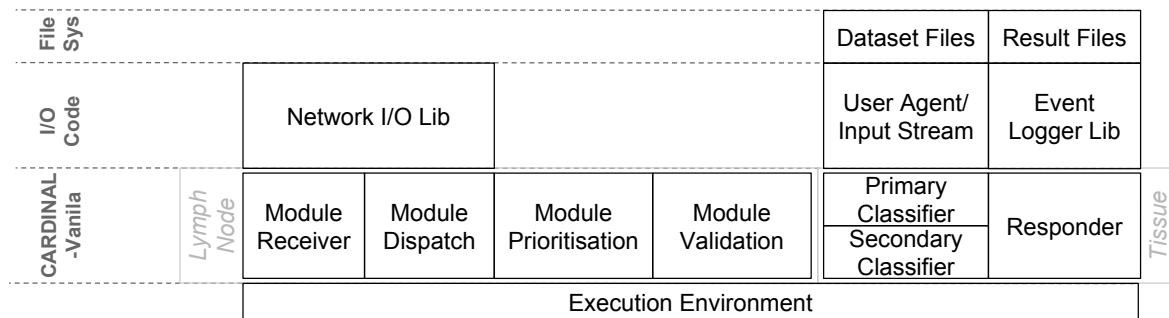 File
Sys
Dataset Files
Result Files
I/O
Code
Network I/O Lib
User Agent/
Input Stream
Event
Logger Lib
CARDINAL
-Vanila
Lymph
Node
Module
Receiver
Module
Dispatch
Module
Prioritisation
Module
Validation
Primary
Classifier
Secondary
Classifier
Responder
Tissue
Execution Environment